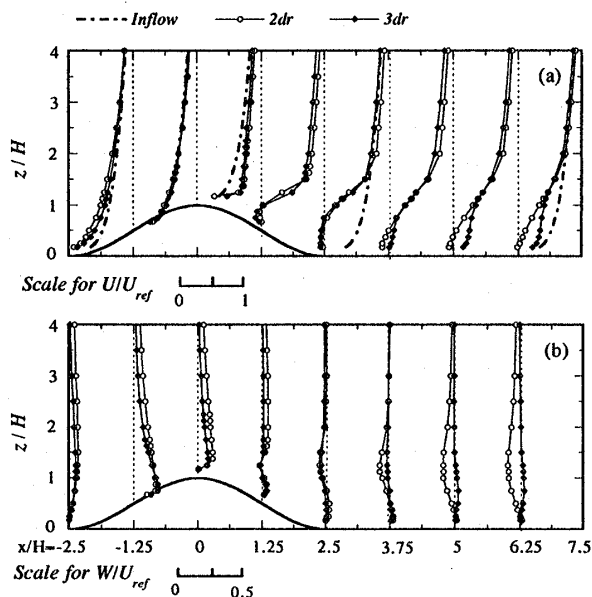 Inflow 2dr 3dr
4
3
2
1
0
z / H
(a)
Scale for U/U_ref
0 1
4
3
2
1
0
z / H
(b)
x/H=-2.5 -1.25 0 1.25 2.5 3.75 5 6.25 7.5
Scale for W/U_ref
0 0.5